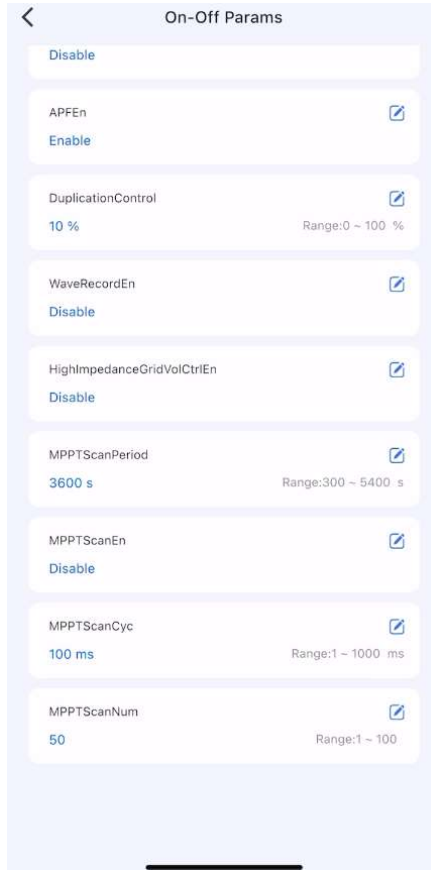 On-Off Params
Disable
APFEn
Enable
DuplicationControl
10 %
Range:0 ~ 100 %
WaveRecordEn
Disable
HighImpedanceGridVolCtrlEn
Disable
MPPTScanPeriod
3600 s
Range:300 ~ 5400 s
MPPTScanEn
Disable
MPPTScanCyc
100 ms
Range:1 ~ 1000 ms
MPPTScanNum
50
Range:1 ~ 100